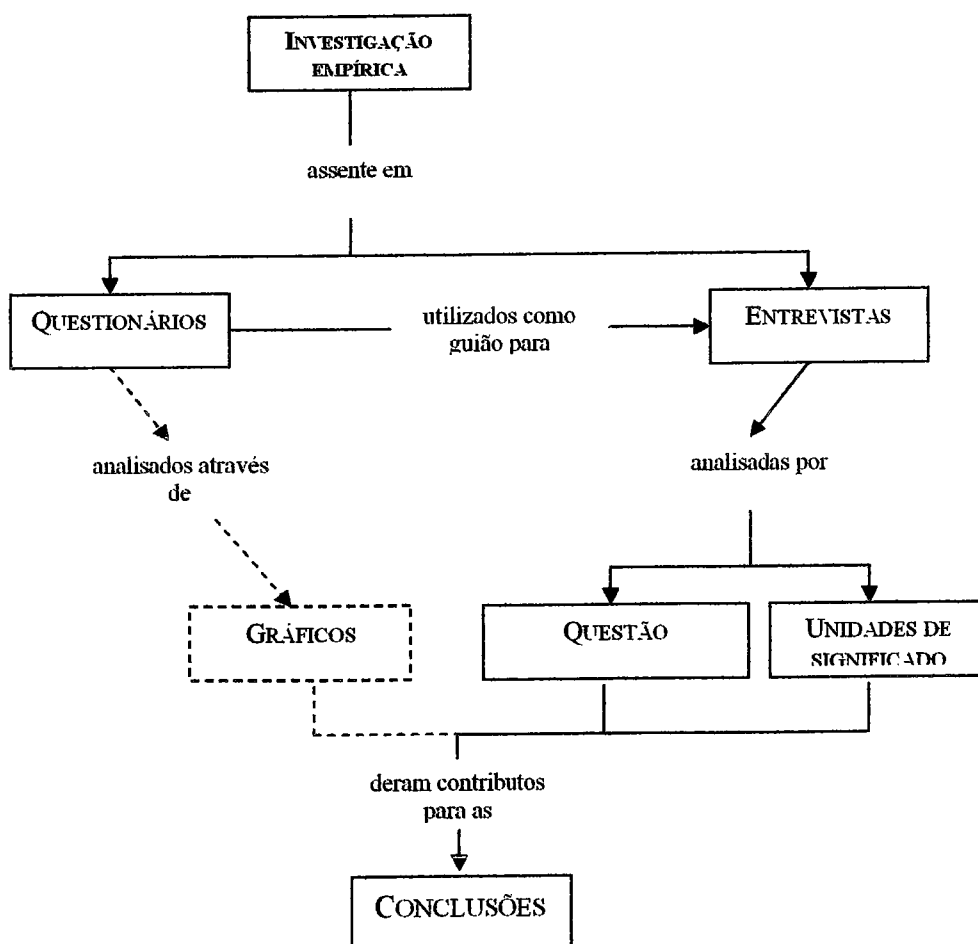 INVESTIGAÇÃO
EMPÍRICA
assente em
QUESTIONÁRIOS
utilizados como
guião para
ENTREVISTAS
analisados através
de
analisadas por
GRÁFICOS
QUESTÃO
UNIDADES DE
SIGNIFICADO
deram contributos
para as
CONCLUSÕES